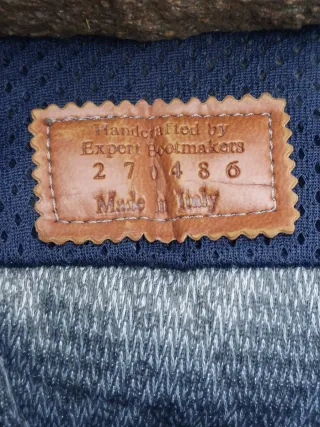 Handcrafted by
Expert Bootmakers
270486
Made in Italy